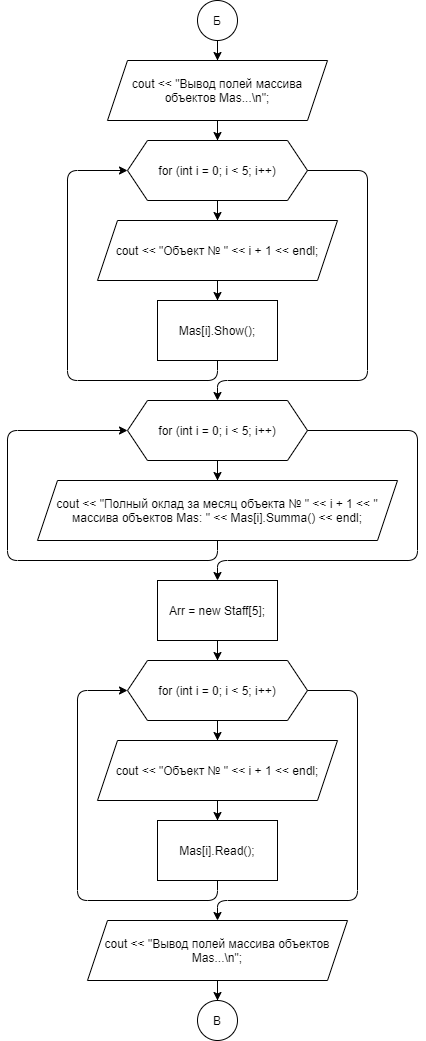 Б
cout << "Вывод полей массива
объектов Mas...\n";
for (int i = 0; i < 5; i++)
cout << "Объект № " << i + 1 << endl;
Mas[i].Show();
for (int i = 0; i < 5; i++)
cout << "Полный оклад за месяц объекта № " << i + 1 << "
массива объектов Mas: " << Mas[i].Summa() << endl;
Arr = new Staff[5];
for (int i = 0; i < 5; i++)
cout << "Объект № " << i + 1 << endl;
Mas[i].Read();
cout << "Вывод полей массива объектов
Mas...\n";
В